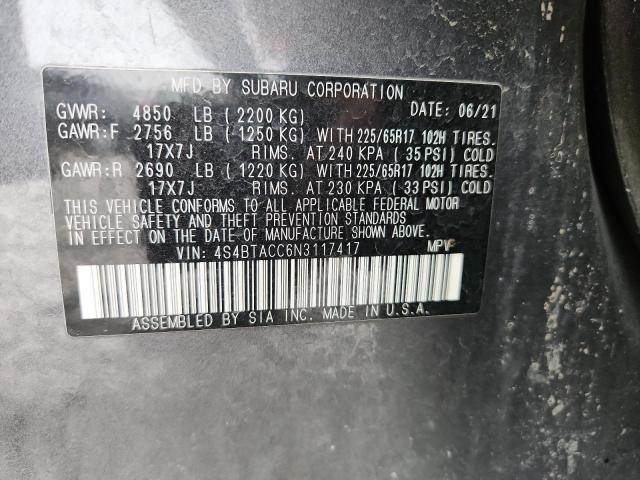 MFD BY SUBARU CORPORATION
GVWR: 4850 LB (2200 KG) DATE: 06/21
GAWR:F 2756 LB (1250 KG) WITH 225/65R17 102H TIRES.
17X7J RIMS. AT 240 KPA (35 PSI) COLD
GAWR:R 2690 LB (1220 KG) WITH 225/65R17 102H TIRES.
17X7J RIMS. AT 230 KPA (33 PSI) COLD
THIS VEHICLE CONFORMS TO ALL APPLICABLE FEDERAL MOTOR
VEHICLE SAFETY AND THEFT PREVENTION STANDARDS
IN EFFECT ON THE DATE OF MANUFACTURE SHOWN ABOVE.
VIN: 4S4BTACC6N3117417 MPV
ASSEMBLED BY SIA INC. MADE IN U.S.A.